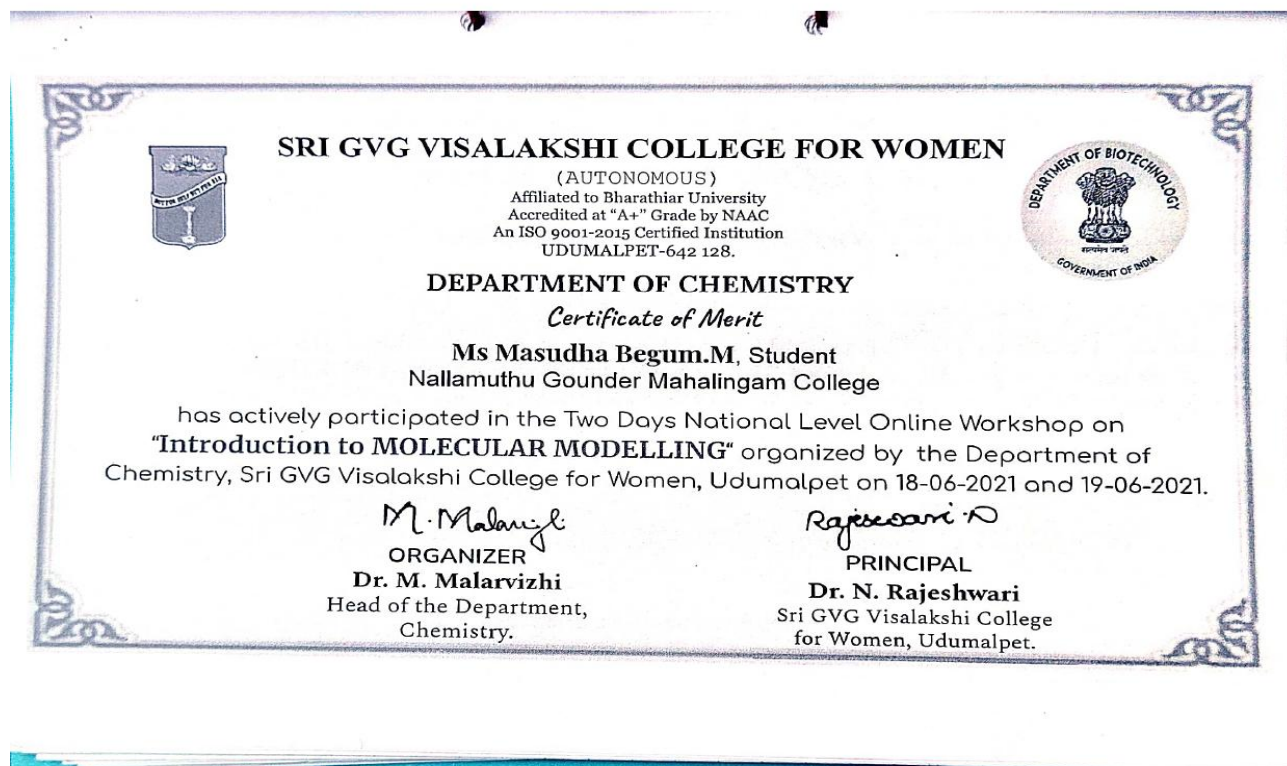 SRI GVG VISALAKSHI COLLEGE FOR WOMEN
(AUTONOMOUS)
Affiliated to Bharathiar University
Accredited at “A+” Grade by NAAC
An ISO 9001-2015 Certified Institution
UDUMALPET-642 128.
DEPARTMENT OF BIOTECHNOLOGY
सत्यमेव जयते
GOVERNMENT OF INDIA
DEPARTMENT OF CHEMISTRY
Certificate of Merit
Ms Masudha Begum.M, Student
Nallamuthu Gounder Mahalingam College
has actively participated in the Two Days National Level Online Workshop on
"Introduction to MOLECULAR MODELLING" organized by the Department of
Chemistry, Sri GVG Visalakshi College for Women, Udumalpet on 18-06-2021 and 19-06-2021.
ORGANIZER
Dr. M. Malarvizhi
Head of the Department,
Chemistry.
PRINCIPAL
Dr. N. Rajeshwari
Sri GVG Visalakshi College
for Women, Udumalpet.